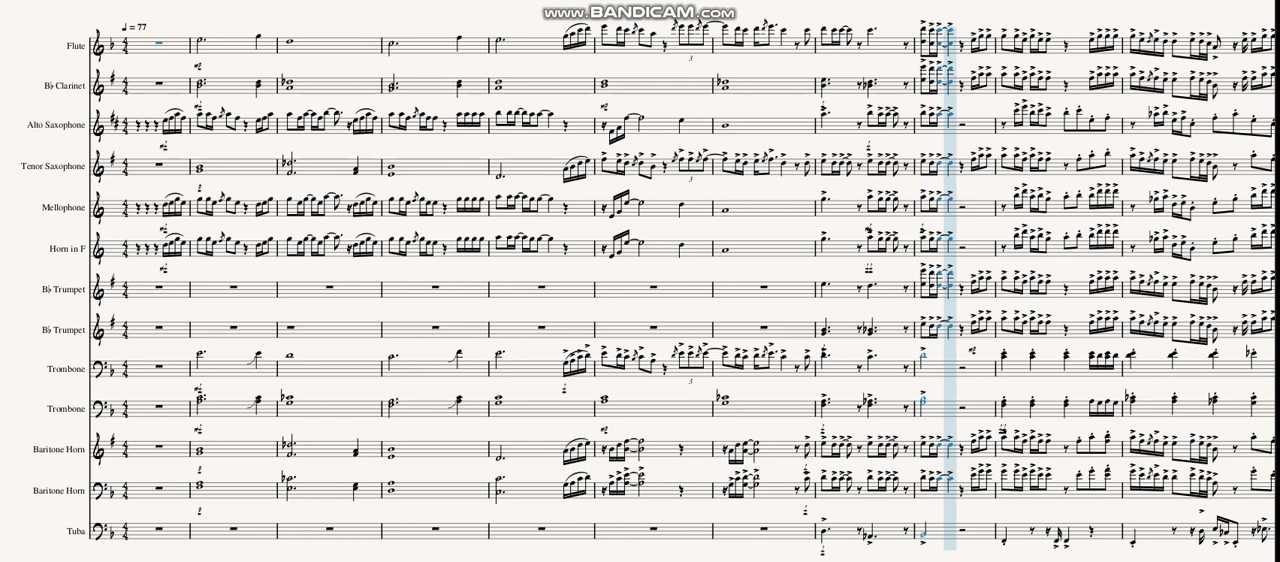 www.BANDICAM.com
♩ = 77
Flute
B♭ Clarinet
Alto Saxophone
Tenor Saxophone
Mellophone
Horn in F
B♭ Trumpet
B♭ Trumpet
Trombone
Trombone
Baritone Horn
Baritone Horn
Tuba